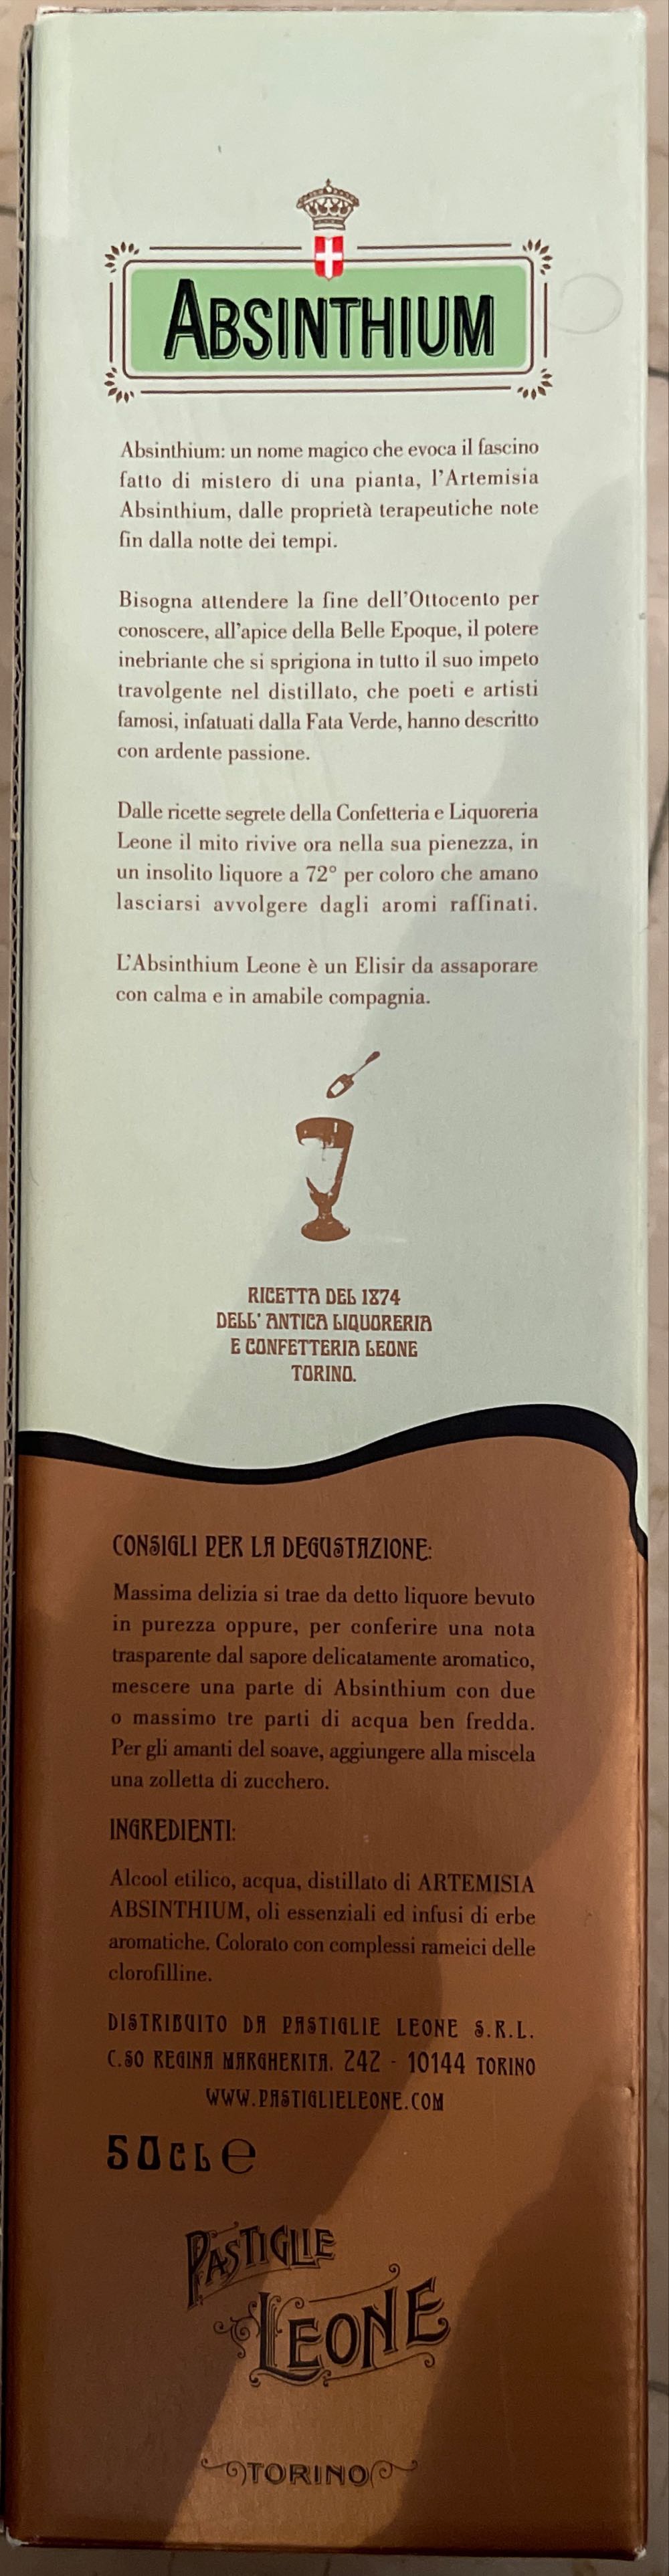 ABSINTHIUM
Absinthium: un nome magico che evoca il fascino
fatto di mistero di una pianta, l'Artemisia
Absinthium, dalle proprietà terapeutiche note
fin dalla notte dei tempi.
Bisogna attendere la fine dell'Ottocento per
conoscere, all'apice della Belle Epoque, il potere
inebriante che si sprigiona in tutto il suo impeto
travolgente nel distillato, che poeti e artisti
famosi, infatuati dalla Fata Verde, hanno descritto
con ardente passione.
Dalle ricette segrete della Confetteria e Liquoreria
Leone il mito rivive ora nella sua pienezza, in
un insolito liquore a 72° per coloro che amano
lasciarsi avvolgere dagli aromi raffinati.
L'Absinthium Leone è un Elisir da assaporare
con calma e in amabile compagnia.
RICETTA DEL 1874
DELL' ANTICA LIQUORERIA
E CONFETTERIA LEONE
TORINO.
CONSIGLI PER LA DEGUSTAZIONE:
Massima delizia si trae da detto liquore bevuto
in purezza oppure, per conferire una nota
trasparente dal sapore delicatamente aromatico,
mescere una parte di Absinthium con due
o massimo tre parti di acqua ben fredda.
Per gli amanti del soave, aggiungere alla miscela
una zolletta di zucchero.
INGREDIENTI:
Alcool etilico, acqua, distillato di ARTEMISIA
ABSINTHIUM, oli essenziali ed infusi di erbe
aromatiche. Colorato con complessi rameici delle
clorofilline.
DISTRIBUITO DA PASTIGLIE LEONE S.R.L.
C.SO REGINA MARGHERITA, 242 - 10144 TORINO
WWW.PASTIGLIELEONE.COM
50CL e
PASTIGLIE
LEONE
TORINO